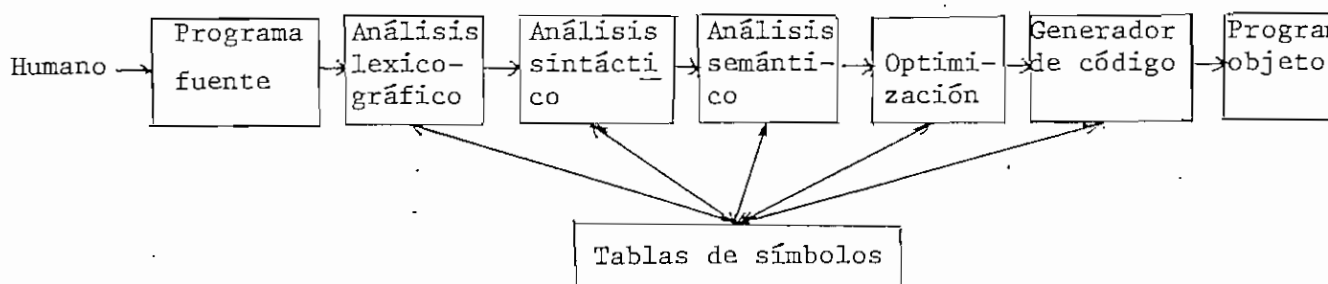 Humano
Programa
fuente
Análisis
lexico-
gráfico
Análisis
sintácti
co
Análisis
semánti-
co
Optimi-
zación
Generador
de código
Program
objeto
Tablas de símbolos